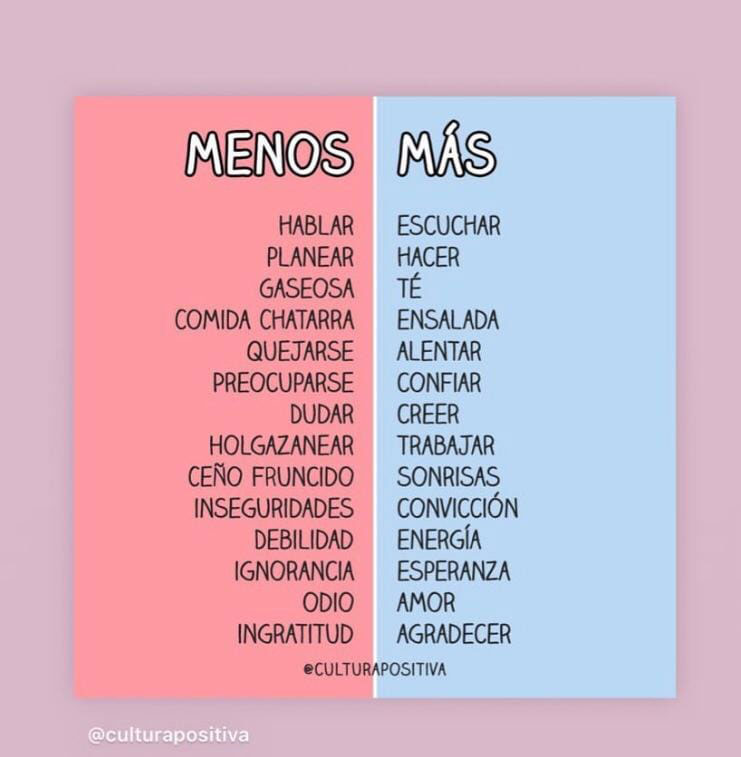 MENOS MÁS
HABLAR ESCUCHAR
PLANEAR HACER
GASEOSA TÉ
COMIDA CHATARRA ENSALADA
QUEJARSE ALENTAR
PREOCUPARSE CONFIAR
DUDAR CREER
HOLGAZANEAR TRABAJAR
CEÑO FRUNCIDO SONRISAS
INSEGURIDADES CONVICCIÓN
DEBILIDAD ENERGÍA
IGNORANCIA ESPERANZA
ODIO AMOR
INGRATITUD AGRADECER
@CULTURAPOSITIVA
@culturapositiva